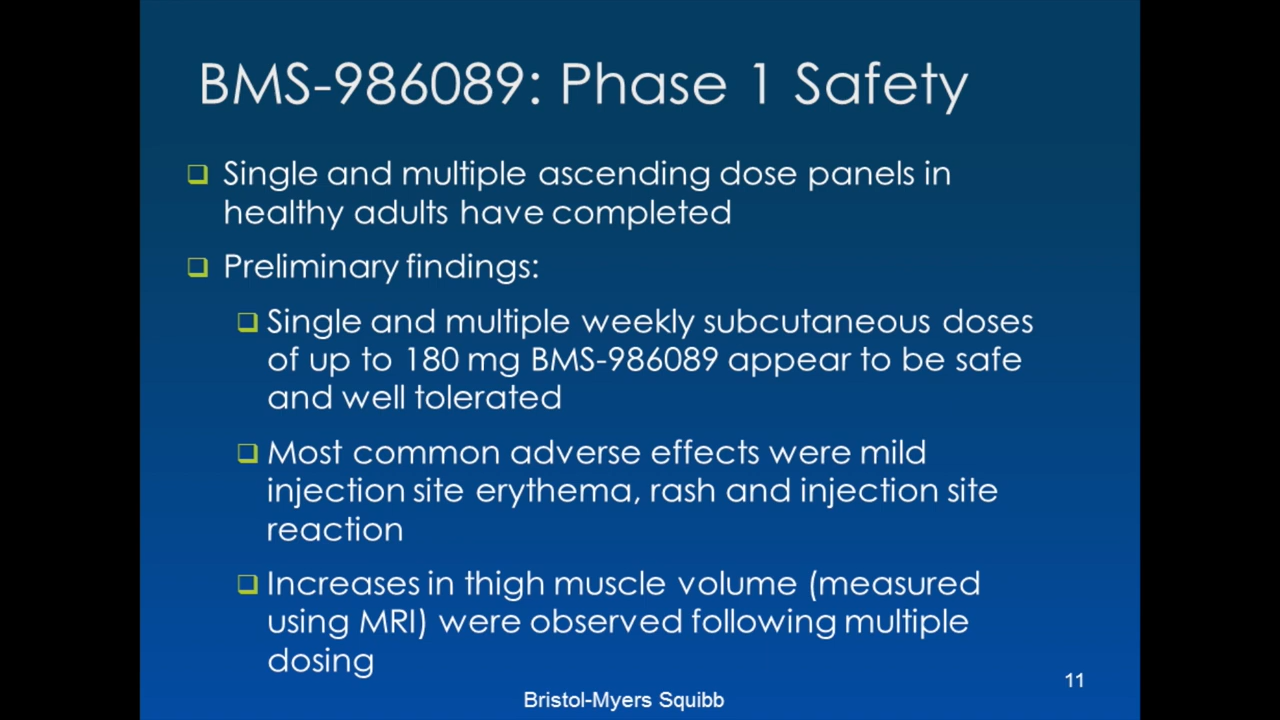 BMS-986089: Phase 1 Safety
Single and multiple ascending dose panels in
healthy adults have completed
Preliminary findings:
Single and multiple weekly subcutaneous doses
of up to 180 mg BMS-986089 appear to be safe
and well tolerated
Most common adverse effects were mild
injection site erythema, rash and injection site
reaction
Increases in thigh muscle volume (measured
using MRI) were observed following multiple
dosing
11
Bristol-Myers Squibb